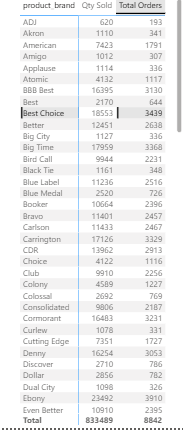 product_brand Qty Sold Total Orders
ADJ 620 193
Akron 1110 341
American 7423 1791
Amigo 1012 307
Applause 1114 336
Atomic 4132 1117
BBB Best 16395 3130
Best 2170 644
Best Choice 18553 3439
Better 12451 2638
Big City 1127 336
Big Time 17959 3368
Bird Call 9944 2231
Black Tie 1161 348
Blue Label 11236 2516
Blue Medal 2520 726
Booker 10664 2396
Bravo 11401 2457
Carlson 11433 2467
Carrington 17126 3329
CDR 13962 2913
Choice 4122 1116
Club 9910 2256
Colony 4589 1227
Colossal 2692 769
Consolidated 9806 2187
Cormorant 16483 3231
Curlew 1078 331
Cutting Edge 7351 1727
Denny 16254 3053
Discover 2710 786
Dollar 2856 782
Dual City 1098 326
Ebony 23492 3910
Even Better 10910 2395
Total 833489 8842